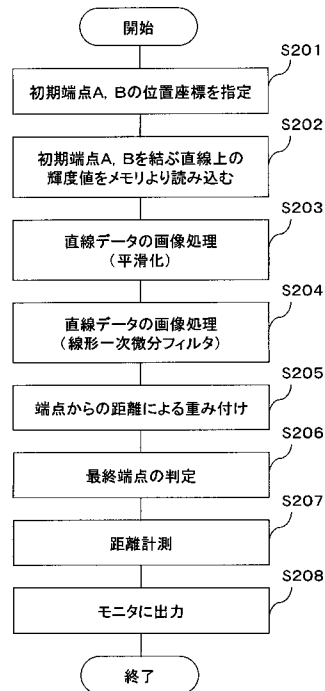 開始
S201
初期端点A, Bの位置座標を指定
S202
初期端点A, Bを結ぶ直線上の
輝度値をメモリより読み込む
S203
直線データの画像処理
(平滑化)
S204
直線データの画像処理
(線形一次微分フィルタ)
S205
端点からの距離による重み付け
S206
最終端点の判定
S207
距離計測
S208
モニタに出力
終了